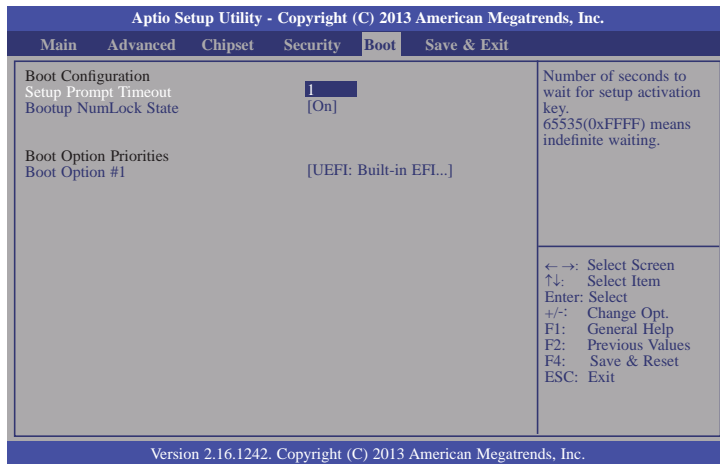 Aptio Setup Utility - Copyright (C) 2013 American Megatrends, Inc.
Main Advanced Chipset Security Boot Save & Exit
Boot Configuration
Setup Prompt Timeout 1
Bootup NumLock State [On]
Boot Option Priorities
Boot Option #1 [UEFI: Built-in EFI...]
Number of seconds to
wait for setup activation
key.
65535(0xFFFF) means
indefinite waiting.
←→: Select Screen
↑↓: Select Item
Enter: Select
+/-: Change Opt.
F1: General Help
F2: Previous Values
F4: Save & Reset
ESC: Exit
Version 2.16.1242. Copyright (C) 2013 American Megatrends, Inc.